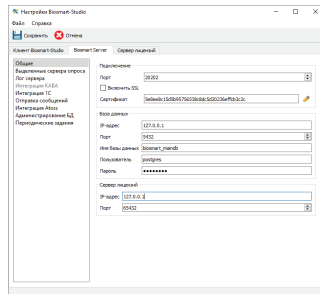 Настройки Biosmart-Studio
Файл Справка
Сохранить Отмена
Клиент Biosmart-Studio Biosmart Server Сервер лицензий
Общие
Выделенные сервера опроса
Лог сервера
Интеграция КАБА
Интеграция 1С
Отправка сообщений
Интеграция Atoss
Администрирование БД
Периодические задания
Подключение
Порт 20202
Включить SSL
Сертификат
База данных
IP-адрес 127.0.0.1
Порт 5432
Имя базы данных biosmart_maindb
Пользователь postgres
Пароль ••••••••
Сервер лицензий
IP-адрес 127.0.0.1
Порт 65432